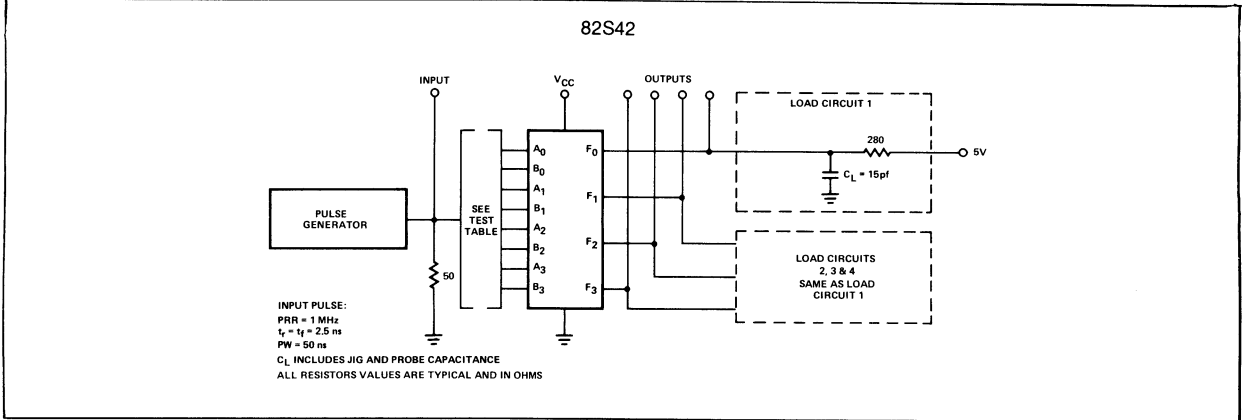 82S42
INPUT
VCC
OUTPUTS
LOAD CIRCUIT 1
280
5V
CL = 15pf
A0
B0
A1
B1
A2
B2
A3
B3
F0
F1
F2
F3
PULSE
GENERATOR
SEE
TEST
TABLE
50
LOAD CIRCUITS
2, 3 & 4
SAME AS LOAD
CIRCUIT 1
INPUT PULSE:
PRR = 1 MHz
tr = tf = 2.5 ns
PW = 50 ns
CL INCLUDES JIG AND PROBE CAPACITANCE
ALL RESISTORS VALUES ARE TYPICAL AND IN OHMS